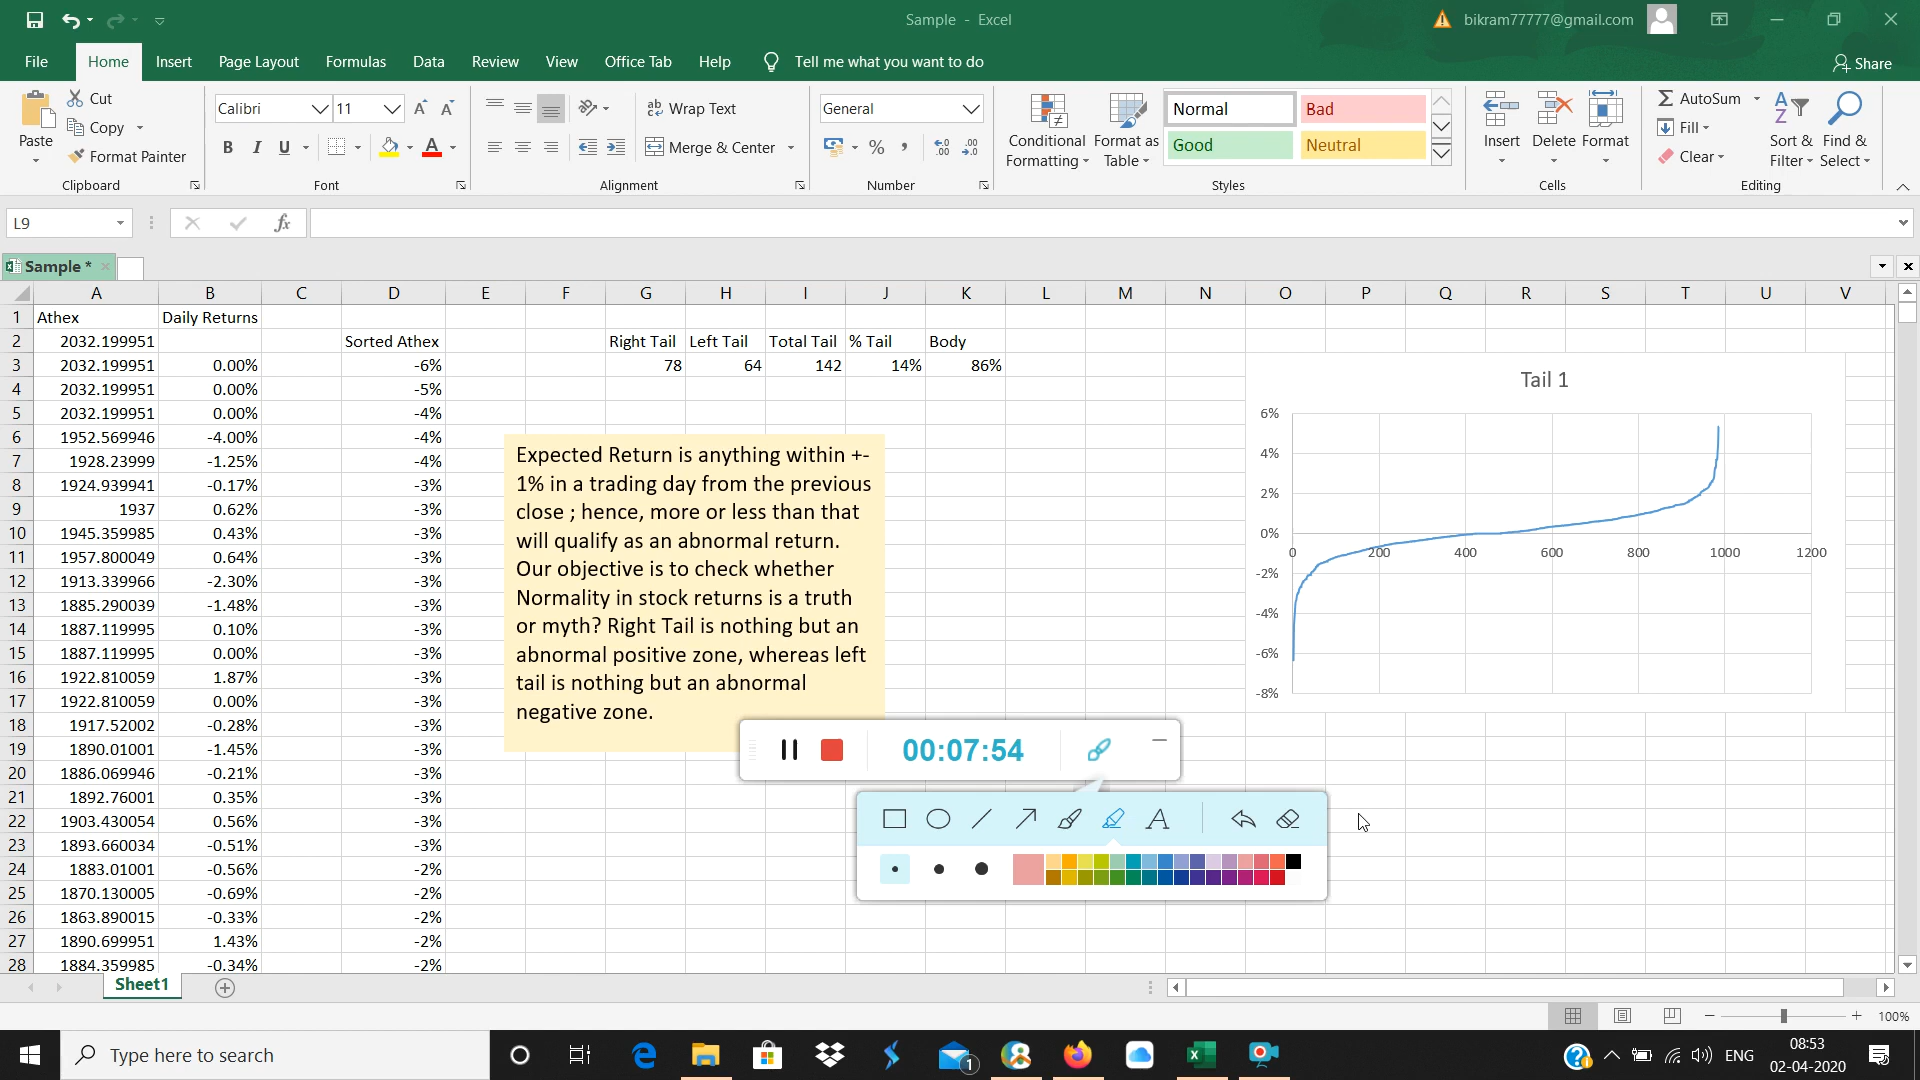 Sample - Excel
bikram77777@gmail.com
File Home Insert Page Layout Formulas Data Review View Office Tab Help Tell me what you want to do
Share
Paste
Cut
Copy
Format Painter
Clipboard
Calibri 11
B I U
Font
Wrap Text
Merge & Center
Alignment
General
Number
Conditional Formatting
Format as Table
Normal Bad
Good Neutral
Styles
Insert Delete Format
Cells
AutoSum
Fill
Clear
Sort & Filter
Find & Select
Editing
L9
fx
Sample *
A B C D E F G H I J K L M N O P Q R S T U V
1 Athex Daily Returns
2 2032.199951 Sorted Athex Right Tail Left Tail Total Tail % Tail Body
3 2032.199951 0.00% -6% 78 64 142 14% 86%
4 2032.199951 0.00% -5%
5 2032.199951 0.00% -4%
6 1952.569946 -4.00% -4%
7 1928.23999 -1.25% -4%
8 1924.939941 -0.17% -3%
9 1937 0.62% -3%
10 1945.359985 0.43% -3%
11 1957.800049 0.64% -3%
12 1913.339966 -2.30% -3%
13 1885.290039 -1.48% -3%
14 1887.119995 0.10% -3%
15 1887.119995 0.00% -3%
16 1922.810059 1.87% -3%
17 1922.810059 0.00% -3%
18 1917.52002 -0.28% -3%
19 1890.01001 -1.45% -3%
20 1886.069946 -0.21% -3%
21 1892.76001 0.35% -3%
22 1903.430054 0.56% -3%
23 1893.660034 -0.51% -3%
24 1883.01001 -0.56% -2%
25 1870.130005 -0.69% -2%
26 1863.890015 -0.33% -2%
27 1890.699951 1.43% -2%
28 1884.359985 -0.34% -2%
Expected Return is anything within +-
1% in a trading day from the previous
close ; hence, more or less than that
will qualify as an abnormal return.
Our objective is to check whether
Normality in stock returns is a truth
or myth? Right Tail is nothing but an
abnormal positive zone, whereas left
tail is nothing but an abnormal
negative zone.
Tail 1
6%
4%
2%
0%
0 200 400 600 800 1000 1200
-2%
-4%
-6%
-8%
00:07:54
A
Sheet1
100%
Type here to search
1
ENG
08:53
02-04-2020